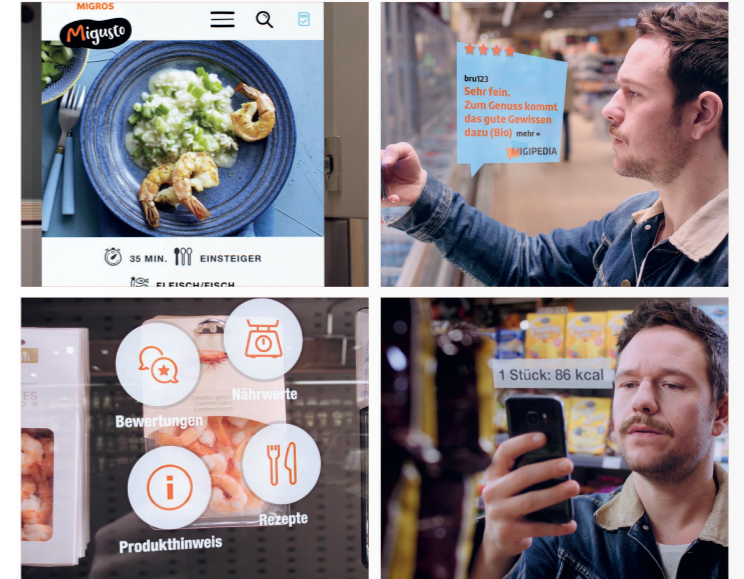 MIGROS
Migusto
35 MIN. EINSTEIGER
FLEISCH/FISCH
bru123
Sehr fein.
Zum Genuss kommt
das gute Gewissen
dazu (Bio) mehr »
MIGIPEDIA
Nährwerte
Bewertungen
Rezepte
Produkthinweis
1 Stück: 86 kcal